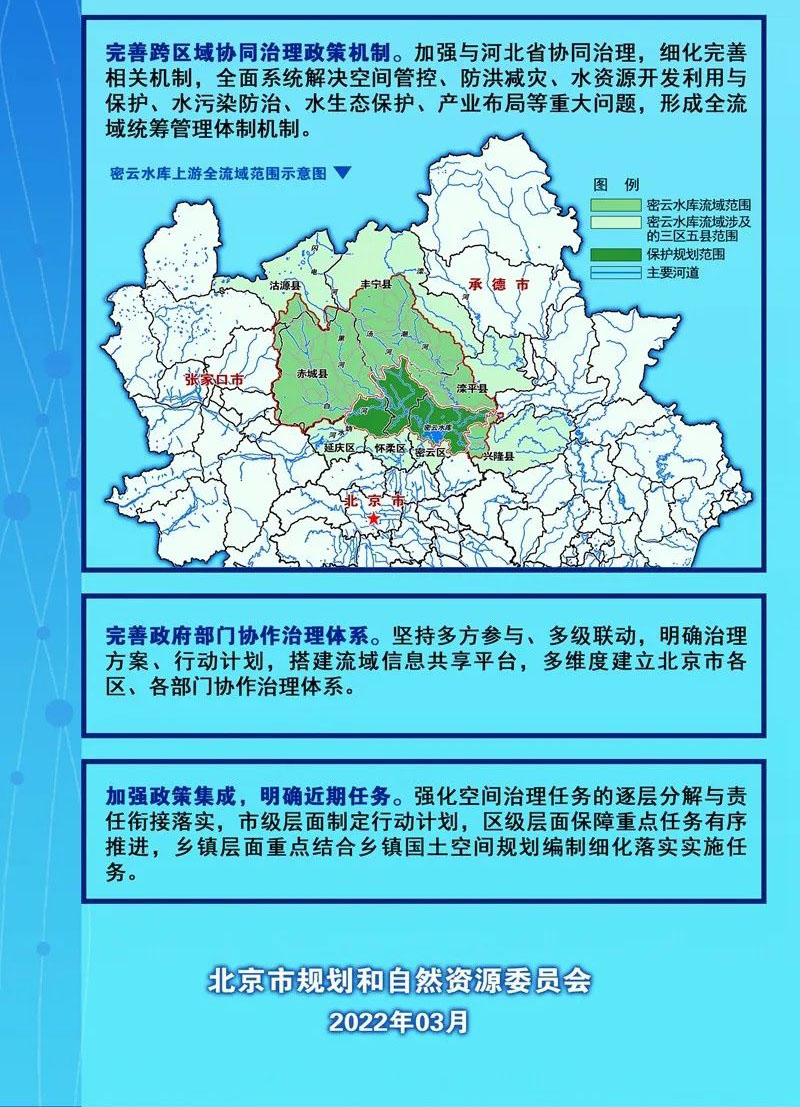 完善跨区域协同治理政策机制。加强与河北省协同治理，细化完善
相关机制，全面系统解决空间管控、防洪减灾、水资源开发利用与
保护、水污染防治、水生态保护、产业布局等重大问题，形成全流
域统筹管理体制机制。
密云水库上游全流域范围示意图
图 例
密云水库流域范围
密云水库流域涉及
的三区五县范围
保护规划范围
主要河道
沽源县
闪
电
河
丰宁县
滦
河
承德市
黑
河
汤
河
潮
河
赤城县
张家口市
滦平县
白
河
密云水库
河
延庆区
怀柔区
密云区
兴隆县
北京市
完善政府部门协作治理体系。坚持多方参与、多级联动，明确治理
方案、行动计划，搭建流域信息共享平台，多维度建立北京市各
区、各部门协作治理体系。
加强政策集成，明确近期任务。强化空间治理任务的逐层分解与责
任衔接落实，市级层面制定行动计划，区级层面保障重点任务有序
推进，乡镇层面重点结合乡镇国土空间规划编制细化落实实施任
务。
北京市规划和自然资源委员会
2022年03月